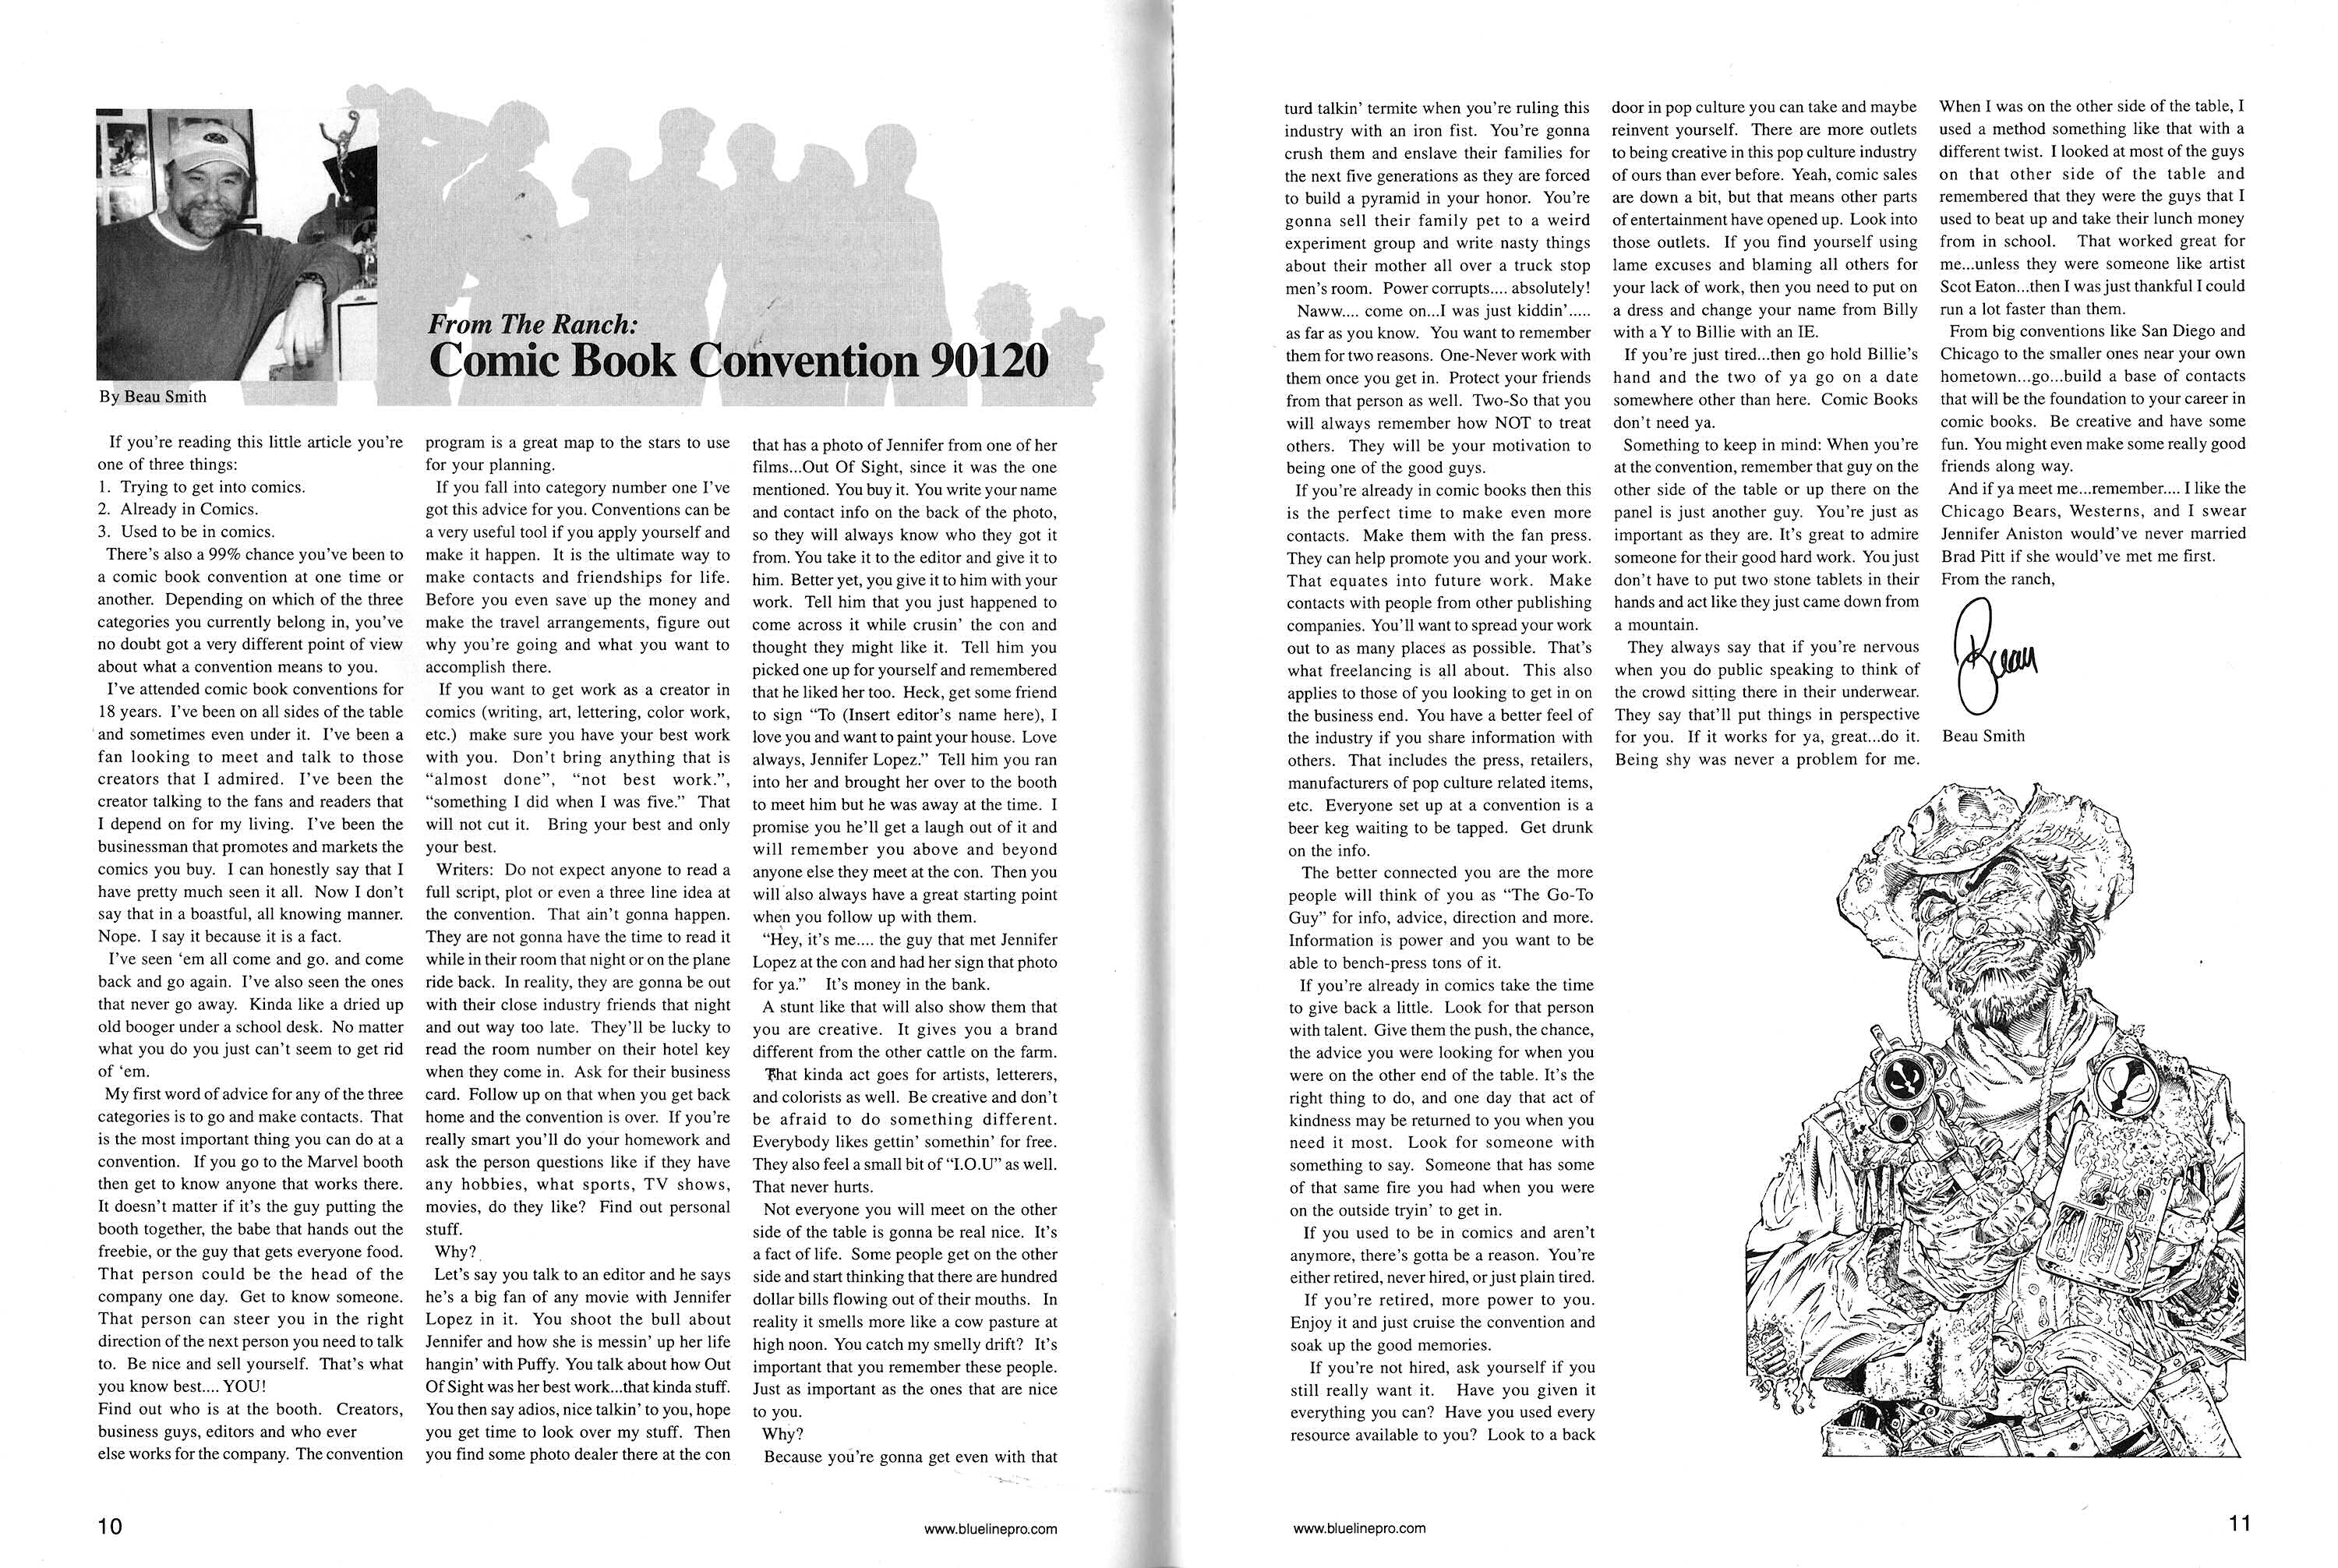 From The Ranch:
Comic Book Convention 90120
By Beau Smith
If you're reading this little article you're
one of three things:
1. Trying to get into comics.
2. Already in Comics.
3. Used to be in comics.
There's also a 99% chance you've been to
a comic book convention at one time or
another. Depending on which of the three
categories you currently belong in, you've
no doubt got a very different point of view
about what a convention means to you.
I've attended comic book conventions for
18 years. I've been on all sides of the table
and sometimes even under it. I've been a
fan looking to meet and talk to those
creators that I admired. I've been the
creator talking to the fans and readers that
I depend on for my living. I've been the
businessman that promotes and markets the
comics you buy. I can honestly say that I
have pretty much seen it all. Now I don't
say that in a boastful, all knowing manner.
Nope. I say it because it is a fact.
I've seen 'em all come and go. and come
back and go again. I've also seen the ones
that never go away. Kinda like a dried up
old booger under a school desk. No matter
what you do you just can't seem to get rid
of 'em.
My first word of advice for any of the three
categories is to go and make contacts. That
is the most important thing you can do at a
convention. If you go to the Marvel booth
then get to know anyone that works there.
It doesn't matter if it's the guy putting the
booth together, the babe that hands out the
freebie, or the guy that gets everyone food.
That person could be the head of the
company one day. Get to know someone.
That person can steer you in the right
direction of the next person you need to talk
to. Be nice and sell yourself. That's what
you know best.... YOU!
Find out who is at the booth. Creators,
business guys, editors and who ever
else works for the company. The convention
program is a great map to the stars to use
for your planning.
If you fall into category number one I've
got this advice for you. Conventions can be
a very useful tool if you apply yourself and
make it happen. It is the ultimate way to
make contacts and friendships for life.
Before you even save up the money and
make the travel arrangements, figure out
why you're going and what you want to
accomplish there.
If you want to get work as a creator in
comics (writing, art, lettering, color work,
etc.) make sure you have your best work
with you. Don't bring anything that is
"almost done", "not best work.",
"something I did when I was five." That
will not cut it. Bring your best and only
your best.
Writers: Do not expect anyone to read a
full script, plot or even a three line idea at
the convention. That ain't gonna happen.
They are not gonna have the time to read it
while in their room that night or on the plane
ride back. In reality, they are gonna be out
with their close industry friends that night
and out way too late. They'll be lucky to
read the room number on their hotel key
when they come in. Ask for their business
card. Follow up on that when you get back
home and the convention is over. If you're
really smart you'll do your homework and
ask the person questions like if they have
any hobbies, what sports, TV shows,
movies, do they like? Find out personal
stuff.
Why?
Let's say you talk to an editor and he says
he's a big fan of any movie with Jennifer
Lopez in it. You shoot the bull about
Jennifer and how she is messin' up her life
hangin' with Puffy. You talk about how Out
Of Sight was her best work...that kinda stuff.
You then say adios, nice talkin' to you, hope
you get time to look over my stuff. Then
you find some photo dealer there at the con
that has a photo of Jennifer from one of her
films...Out Of Sight, since it was the one
mentioned. You buy it. You write your name
and contact info on the back of the photo,
so they will always know who they got it
from. You take it to the editor and give it to
him. Better yet, you give it to him with your
work. Tell him that you just happened to
come across it while crusin' the con and
thought they might like it. Tell him you
picked one up for yourself and remembered
that he liked her too. Heck, get some friend
to sign "To (Insert editor's name here), I
love you and want to paint your house. Love
always, Jennifer Lopez." Tell him you ran
into her and brought her over to the booth
to meet him but he was away at the time. I
promise you he'll get a laugh out of it and
will remember you above and beyond
anyone else they meet at the con. Then you
will also always have a great starting point
when you follow up with them.
"Hey, it's me.... the guy that met Jennifer
Lopez at the con and had her sign that photo
for ya." It's money in the bank.
A stunt like that will also show them that
you are creative. It gives you a brand
different from the other cattle on the farm.
That kinda act goes for artists, letterers,
and colorists as well. Be creative and don't
be afraid to do something different.
Everybody likes gettin' somethin' for free.
They also feel a small bit of "I.O.U" as well.
That never hurts.
Not everyone you will meet on the other
side of the table is gonna be real nice. It's
a fact of life. Some people get on the other
side and start thinking that there are hundred
dollar bills flowing out of their mouths. In
reality it smells more like a cow pasture at
high noon. You catch my smelly drift? It's
important that you remember these people.
Just as important as the ones that are nice
to you.
Why?
Because you're gonna get even with that
10
www.bluelinepro.com
turd talkin' termite when you're ruling this
industry with an iron fist. You're gonna
crush them and enslave their families for
the next five generations as they are forced
to build a pyramid in your honor. You're
gonna sell their family pet to a weird
experiment group and write nasty things
about their mother all over a truck stop
men's room. Power corrupts.... absolutely!
Naww.... come on...I was just kiddin'.....
as far as you know. You want to remember
them for two reasons. One-Never work with
them once you get in. Protect your friends
from that person as well. Two-So that you
will always remember how NOT to treat
others. They will be your motivation to
being one of the good guys.
If you're already in comic books then this
is the perfect time to make even more
contacts. Make them with the fan press.
They can help promote you and your work.
That equates into future work. Make
contacts with people from other publishing
companies. You'll want to spread your work
out to as many places as possible. That's
what freelancing is all about. This also
applies to those of you looking to get in on
the business end. You have a better feel of
the industry if you share information with
others. That includes the press, retailers,
manufacturers of pop culture related items,
etc. Everyone set up at a convention is a
beer keg waiting to be tapped. Get drunk
on the info.
The better connected you are the more
people will think of you as "The Go-To
Guy" for info, advice, direction and more.
Information is power and you want to be
able to bench-press tons of it.
If you're already in comics take the time
to give back a little. Look for that person
with talent. Give them the push, the chance,
the advice you were looking for when you
were on the other end of the table. It's the
right thing to do, and one day that act of
kindness may be returned to you when you
need it most. Look for someone with
something to say. Someone that has some
of that same fire you had when you were
on the outside tryin' to get in.
If you used to be in comics and aren't
anymore, there's gotta be a reason. You're
either retired, never hired, or just plain tired.
If you're retired, more power to you.
Enjoy it and just cruise the convention and
soak up the good memories.
If you're not hired, ask yourself if you
still really want it. Have you given it
everything you can? Have you used every
resource available to you? Look to a back
door in pop culture you can take and maybe
reinvent yourself. There are more outlets
to being creative in this pop culture industry
of ours than ever before. Yeah, comic sales
are down a bit, but that means other parts
of entertainment have opened up. Look into
those outlets. If you find yourself using
lame excuses and blaming all others for
your lack of work, then you need to put on
a dress and change your name from Billy
with a Y to Billie with an IE.
If you're just tired...then go hold Billie's
hand and the two of ya go on a date
somewhere other than here. Comic Books
don't need ya.
Something to keep in mind: When you're
at the convention, remember that guy on the
other side of the table or up there on the
panel is just another guy. You're just as
important as they are. It's great to admire
someone for their good hard work. You just
don't have to put two stone tablets in their
hands and act like they just came down from
a mountain.
They always say that if you're nervous
when you do public speaking to think of
the crowd sitting there in their underwear.
They say that'll put things in perspective
for you. If it works for ya, great...do it.
Being shy was never a problem for me.
When I was on the other side of the table, I
used a method something like that with a
different twist. I looked at most of the guys
on that other side of the table and
remembered that they were the guys that I
used to beat up and take their lunch money
from in school. That worked great for
me...unless they were someone like artist
Scot Eaton...then I was just thankful I could
run a lot faster than them.
From big conventions like San Diego and
Chicago to the smaller ones near your own
hometown...go...build a base of contacts
that will be the foundation to your career in
comic books. Be creative and have some
fun. You might even make some really good
friends along way.
And if ya meet me...remember.... I like the
Chicago Bears, Westerns, and I swear
Jennifer Aniston would've never married
Brad Pitt if she would've met me first.
From the ranch,
Beau
Beau Smith
www.bluelinepro.com
11